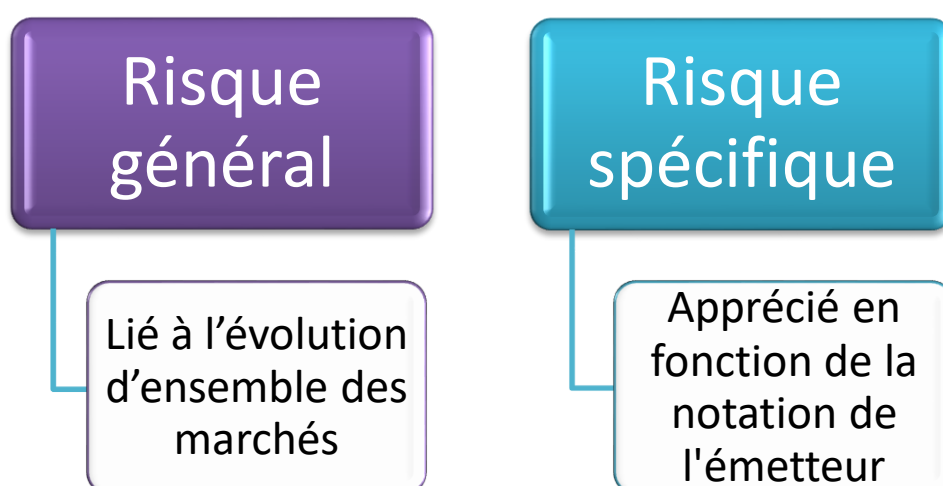 Risque
général
Lié à l’évolution
d’ensemble des
marchés
Risque
spécifique
Apprécié en
fonction de la
notation de
l'émetteur